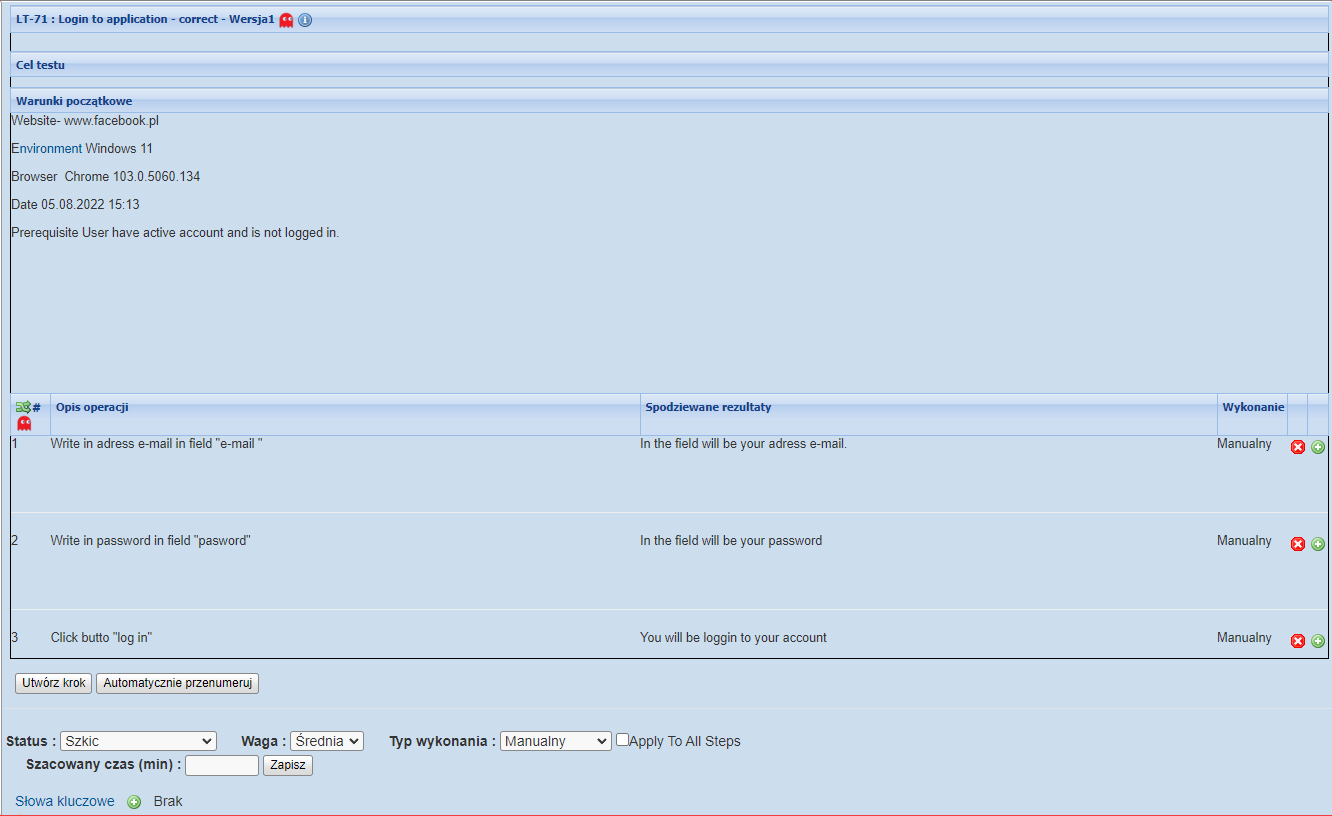 LT-71 : Login to application - correct - Wersja1
Cel testu
Warunki początkowe
Website- www.facebook.pl
Environment Windows 11
Browser  Chrome 103.0.5060.134
Date 05.08.2022 15:13
Prerequisite User have active account and is not logged in.
# Opis operacji Spodziewane rezultaty Wykonanie
1 Write in adress e-mail in field "e-mail " In the field will be your adress e-mail. Manualny
2 Write in password in field "pasword" In the field will be your password Manualny
3 Click butto "log in" You will be loggin to your account Manualny
Utwórz krok Automatycznie przenumeruj
Status : Szkic Waga : Średnia Typ wykonania : Manualny Apply To All Steps
Szacowany czas (min) : Zapisz
Słowa kluczowe Brak